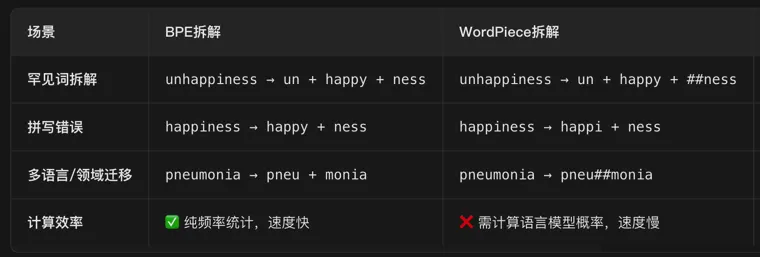 场景 BPE拆解 WordPiece拆解
罕见词拆解 unhappiness → un + happy + ness unhappiness → un + happy + ##ness
拼写错误 happiness → happy + ness happiness → happi + ness
多语言/领域迁移 pneumonia → pneu + monia pneumonia → pneu##monia
计算效率 ✅ 纯频率统计，速度快 ❌ 需计算语言模型概率，速度慢